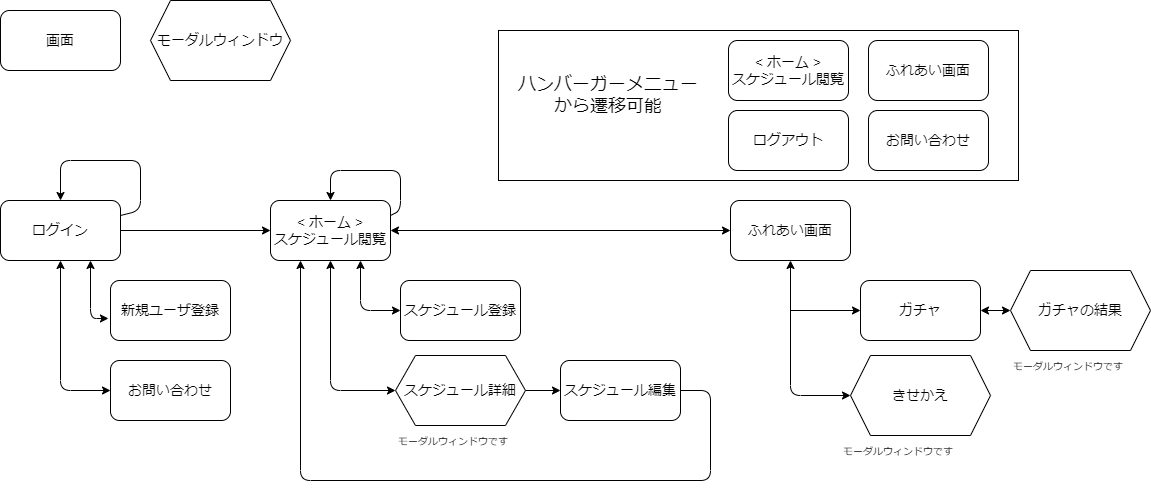 画面
モーダルウィンドウ
ハンバーガーメニュー
から遷移可能
< ホーム >
スケジュール閲覧
ふれあい画面
ログアウト
お問い合わせ
ログイン
< ホーム >
スケジュール閲覧
ふれあい画面
新規ユーザ登録
スケジュール登録
ガチャ
ガチャの結果
モーダルウィンドウです
お問い合わせ
スケジュール詳細
スケジュール編集
きせかえ
モーダルウィンドウです
モーダルウィンドウです